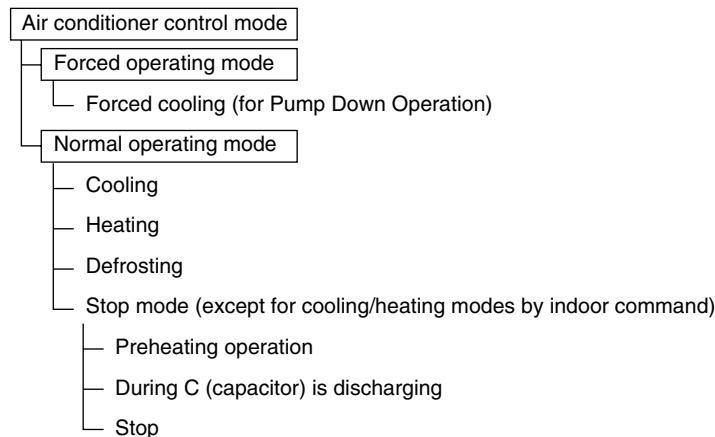 Air conditioner control mode
Forced operating mode
Forced cooling (for Pump Down Operation)
Normal operating mode
Cooling
Heating
Defrosting
Stop mode (except for cooling/heating modes by indoor command)
Preheating operation
During C (capacitor) is discharging
Stop